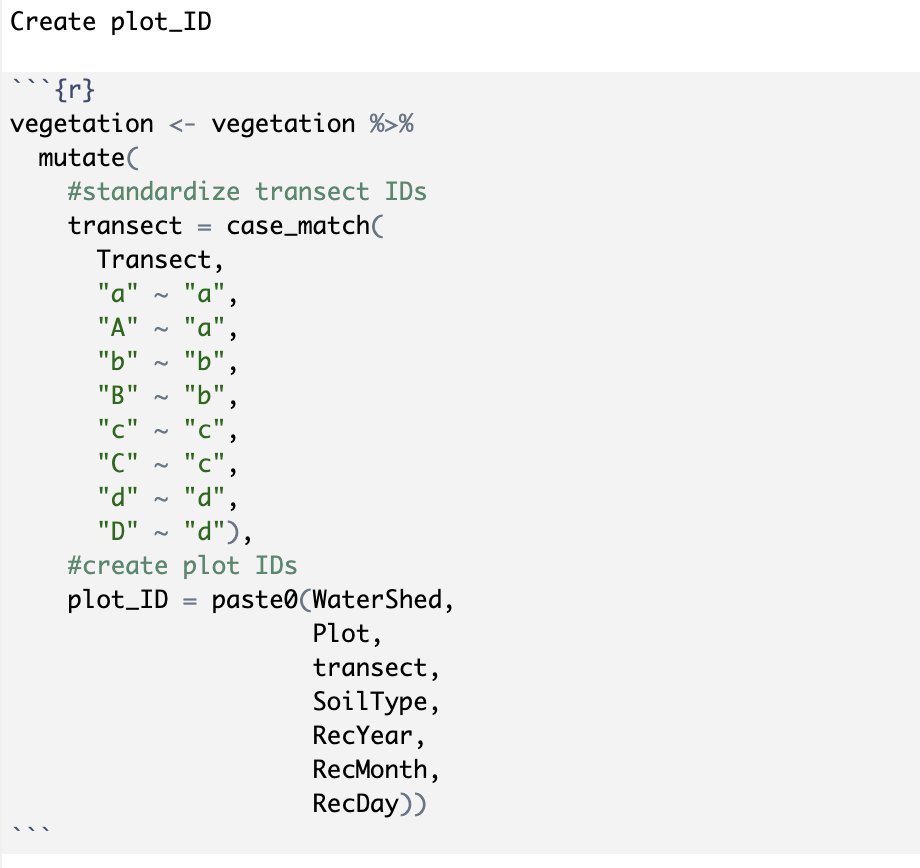 Create plot_ID
```{r}
vegetation <- vegetation %>%
  mutate(
    #standardize transect IDs
    transect = case_match(
      Transect,
      "a" ~ "a",
      "A" ~ "a",
      "b" ~ "b",
      "B" ~ "b",
      "c" ~ "c",
      "C" ~ "c",
      "d" ~ "d",
      "D" ~ "d"),
    #create plot IDs
    plot_ID = paste0(WaterShed,
                     Plot,
                     transect,
                     SoilType,
                     RecYear,
                     RecMonth,
                     RecDay))
```